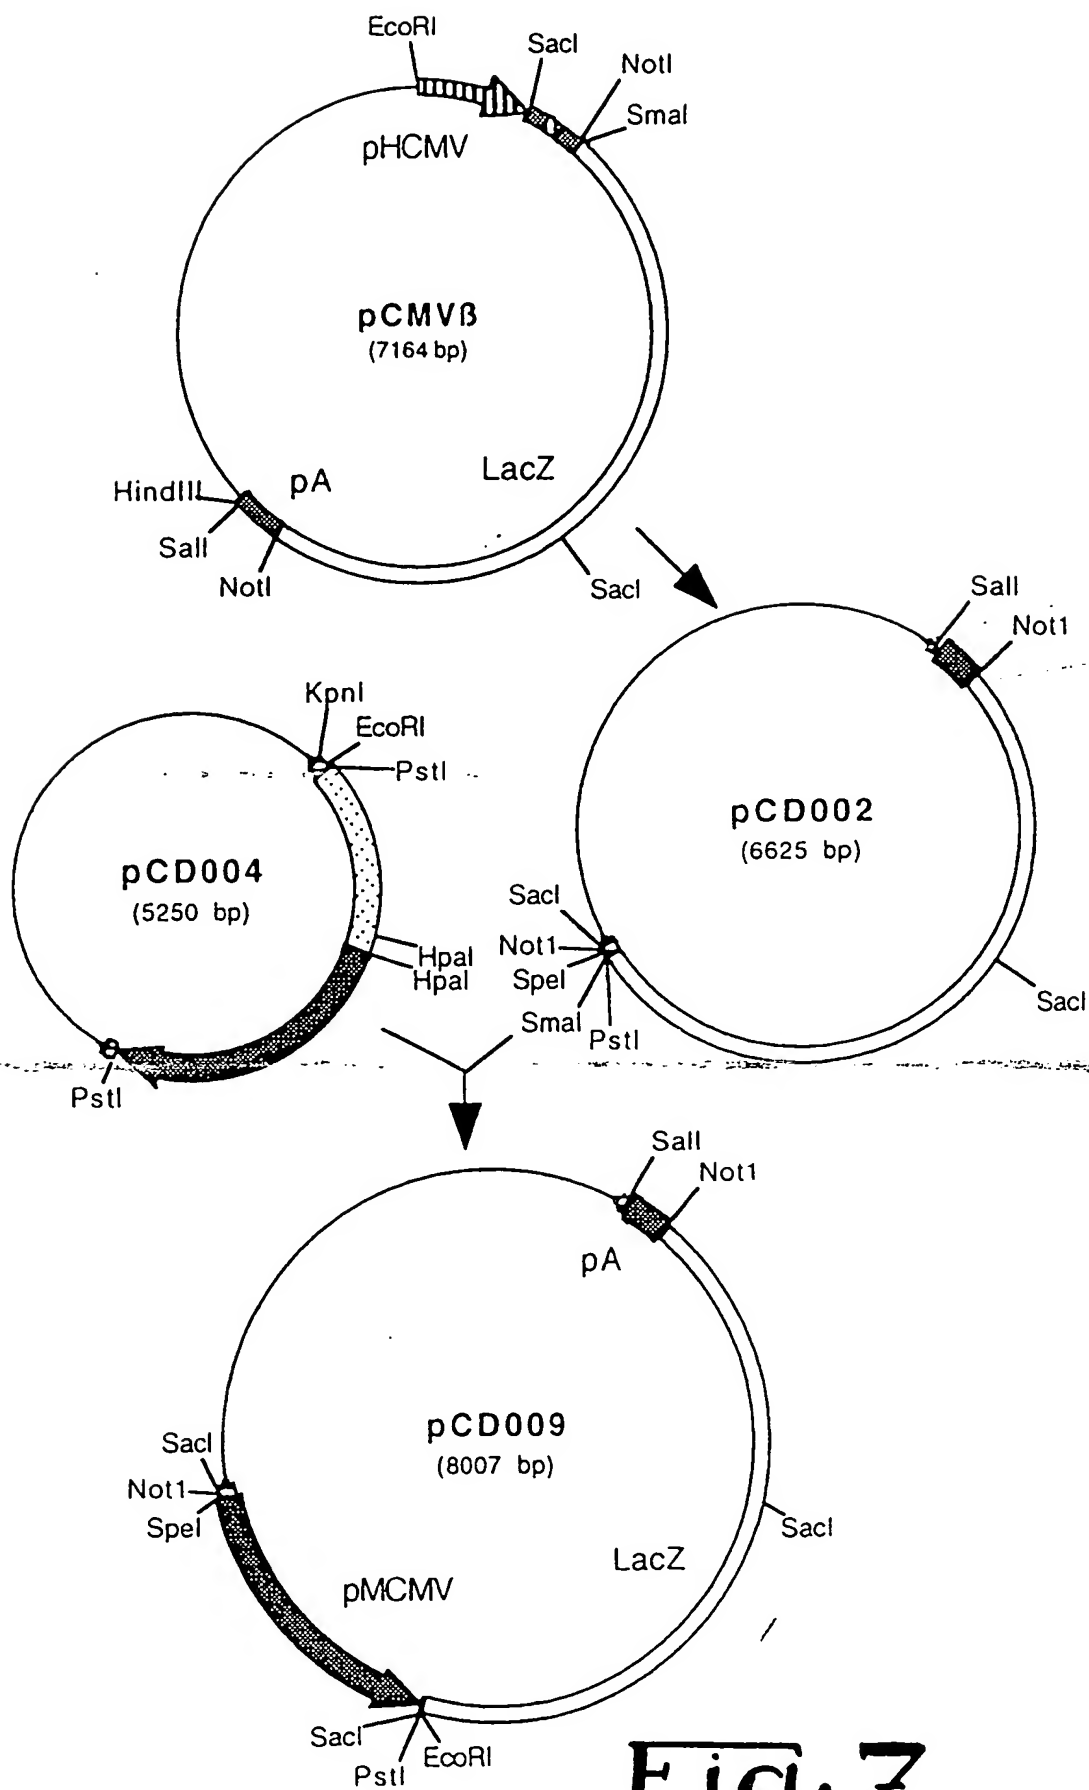 EcoRI
SacI
NotI
SmaI
pHCMV
pCMVß
(7164 bp)
LacZ
pA
HindIII
SalI
NotI
SacI
SalI
Not1
KpnI
EcoRI
PstI
pCD004
(5250 bp)
HpaI
HpaI
PstI
pCD002
(6625 bp)
SacI
Not1
SpeI
SmaI
PstI
SacI
SalI
Not1
pA
pCD009
(8007 bp)
SacI
Not1
SpeI
SacI
LacZ
pMCMV
SacI
PstI
EcoRI
Fig. 7